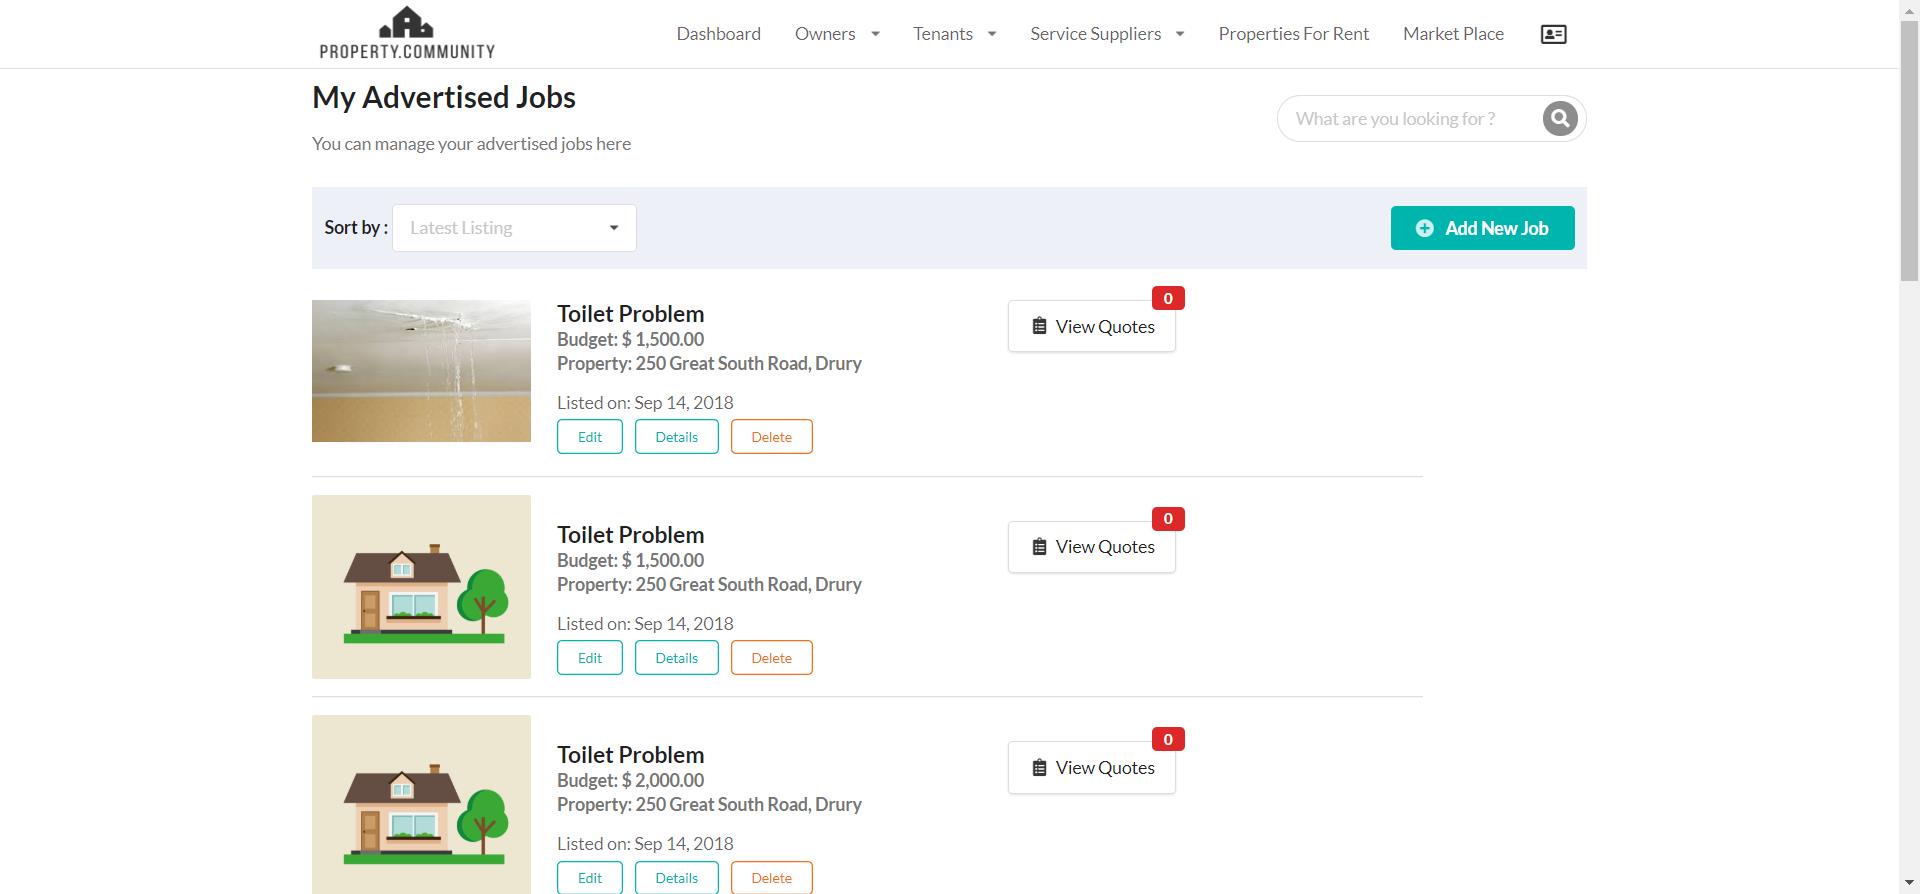 PROPERTY.COMMUNITY
Dashboard Owners Tenants Service Suppliers Properties For Rent Market Place
My Advertised Jobs
What are you looking for ?
You can manage your advertised jobs here
Sort by : Latest Listing
Add New Job
Toilet Problem
0
View Quotes
Budget: $ 1,500.00
Property: 250 Great South Road, Drury
Listed on: Sep 14, 2018
Edit Details Delete
Toilet Problem
0
View Quotes
Budget: $ 1,500.00
Property: 250 Great South Road, Drury
Listed on: Sep 14, 2018
Edit Details Delete
Toilet Problem
0
View Quotes
Budget: $ 2,000.00
Property: 250 Great South Road, Drury
Listed on: Sep 14, 2018
Edit Details Delete